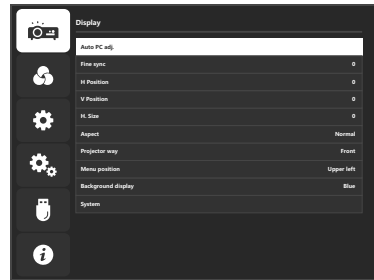 Display
Auto PC adj.
Fine sync 0
H Position 0
V Position 0
H. Size 0
Aspect Normal
Projector way Front
Menu position Upper left
Background display Blue
System